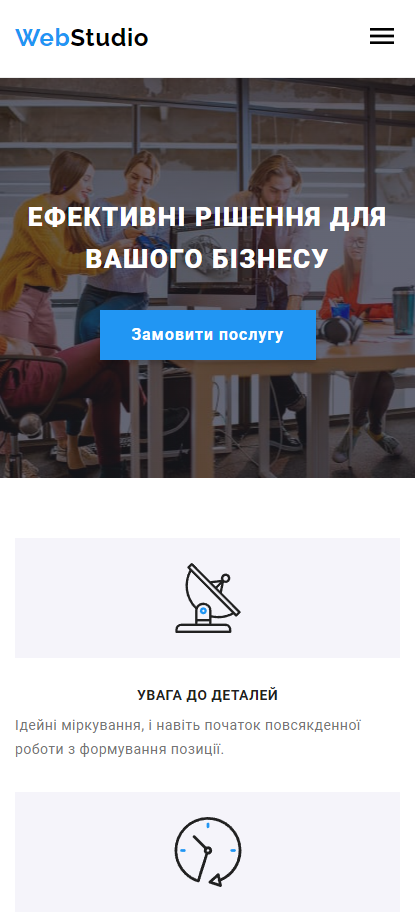 WebStudio
ЕФЕКТИВНІ РІШЕННЯ ДЛЯ
ВАШОГО БІЗНЕСУ
Замовити послугу
УВАГА ДО ДЕТАЛЕЙ
Ідейні міркування, і навіть початок повсякденної
роботи з формування позиції.